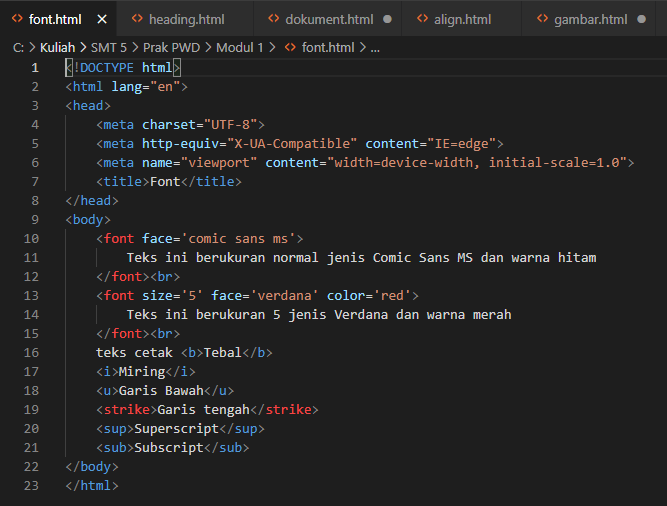 font.html × heading.html dokument.html align.html gambar.html
C: > Kuliah > SMT 5 > Prak PWD > Modul 1 > font.html > ...
1 <!DOCTYPE html>
2 <html lang="en">
3 <head>
4 <meta charset="UTF-8">
5 <meta http-equiv="X-UA-Compatible" content="IE=edge">
6 <meta name="viewport" content="width=device-width, initial-scale=1.0">
7 <title>Font</title>
8 </head>
9 <body>
10 <font face='comic sans ms'>
11 Teks ini berukuran normal jenis Comic Sans MS dan warna hitam
12 </font><br>
13 <font size='5' face='verdana' color='red'>
14 Teks ini berukuran 5 jenis Verdana dan warna merah
15 </font><br>
16 teks cetak <b>Tebal</b>
17 <i>Miring</i>
18 <u>Garis Bawah</u>
19 <strike>Garis tengah</strike>
20 <sup>Superscript</sup>
21 <sub>Subscript</sub>
22 </body>
23 </html>